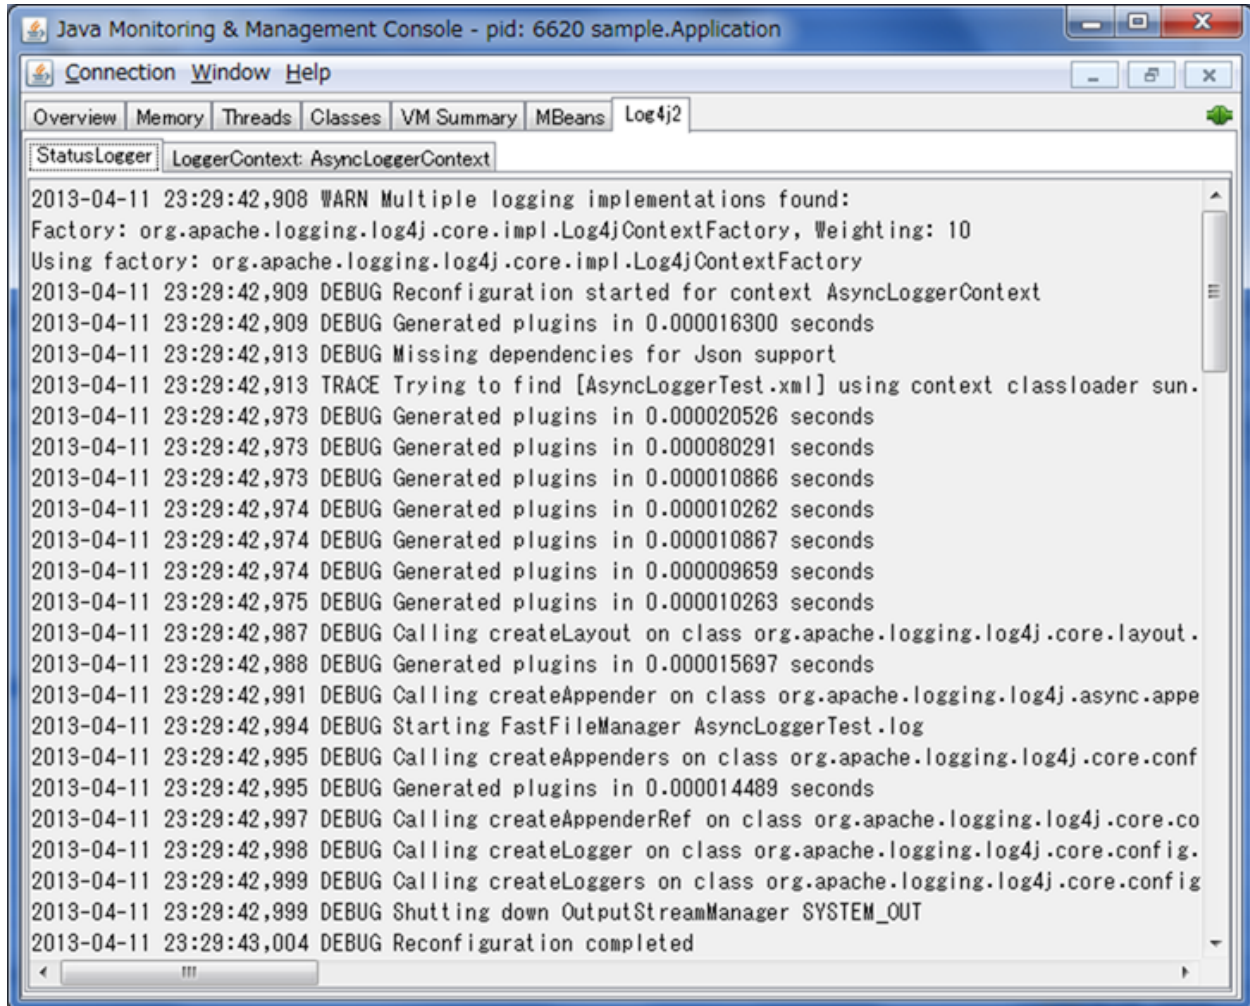 Java Monitoring & Management Console - pid: 6620 sample.Application
Connection Window Help
Overview Memory Threads Classes VM Summary MBeans Log4j2
StatusLogger LoggerContext: AsyncLoggerContext
2013-04-11 23:29:42,908 WARN Multiple logging implementations found:
Factory: org.apache.logging.log4j.core.impl.Log4jContextFactory, Weighting: 10
Using factory: org.apache.logging.log4j.core.impl.Log4jContextFactory
2013-04-11 23:29:42,909 DEBUG Reconfiguration started for context AsyncLoggerContext
2013-04-11 23:29:42,909 DEBUG Generated plugins in 0.000016300 seconds
2013-04-11 23:29:42,913 DEBUG Missing dependencies for Json support
2013-04-11 23:29:42,913 TRACE Trying to find [AsyncLoggerTest.xml] using context classloader sun.
2013-04-11 23:29:42,973 DEBUG Generated plugins in 0.000020526 seconds
2013-04-11 23:29:42,973 DEBUG Generated plugins in 0.000080291 seconds
2013-04-11 23:29:42,973 DEBUG Generated plugins in 0.000010866 seconds
2013-04-11 23:29:42,974 DEBUG Generated plugins in 0.000010262 seconds
2013-04-11 23:29:42,974 DEBUG Generated plugins in 0.000010867 seconds
2013-04-11 23:29:42,974 DEBUG Generated plugins in 0.000009659 seconds
2013-04-11 23:29:42,975 DEBUG Generated plugins in 0.000010263 seconds
2013-04-11 23:29:42,987 DEBUG Calling createLayout on class org.apache.logging.log4j.core.layout.
2013-04-11 23:29:42,988 DEBUG Generated plugins in 0.000015697 seconds
2013-04-11 23:29:42,991 DEBUG Calling createAppender on class org.apache.logging.log4j.async.appe
2013-04-11 23:29:42,994 DEBUG Starting FastFileManager AsyncLoggerTest.log
2013-04-11 23:29:42,995 DEBUG Calling createAppenders on class org.apache.logging.log4j.core.conf
2013-04-11 23:29:42,995 DEBUG Generated plugins in 0.000014489 seconds
2013-04-11 23:29:42,997 DEBUG Calling createAppenderRef on class org.apache.logging.log4j.core.co
2013-04-11 23:29:42,998 DEBUG Calling createLogger on class org.apache.logging.log4j.core.config.
2013-04-11 23:29:42,999 DEBUG Calling createLoggers on class org.apache.logging.log4j.core.config
2013-04-11 23:29:42,999 DEBUG Shutting down OutputStreamManager SYSTEM_OUT
2013-04-11 23:29:43,004 DEBUG Reconfiguration completed